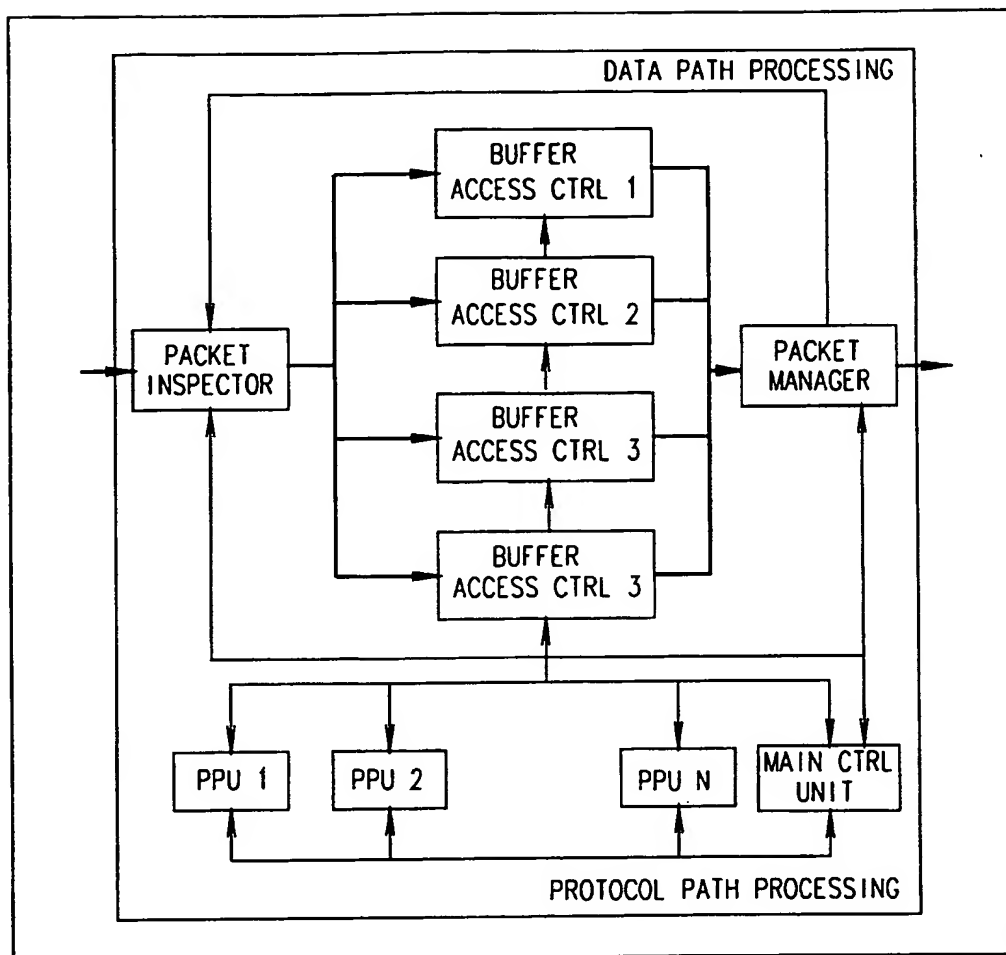 DATA PATH PROCESSING
BUFFER
ACCESS CTRL 1
BUFFER
ACCESS CTRL 2
PACKET
INSPECTOR
PACKET
MANAGER
BUFFER
ACCESS CTRL 3
BUFFER
ACCESS CTRL 3
PPU 1
PPU 2
PPU N
MAIN CTRL
UNIT
PROTOCOL PATH PROCESSING